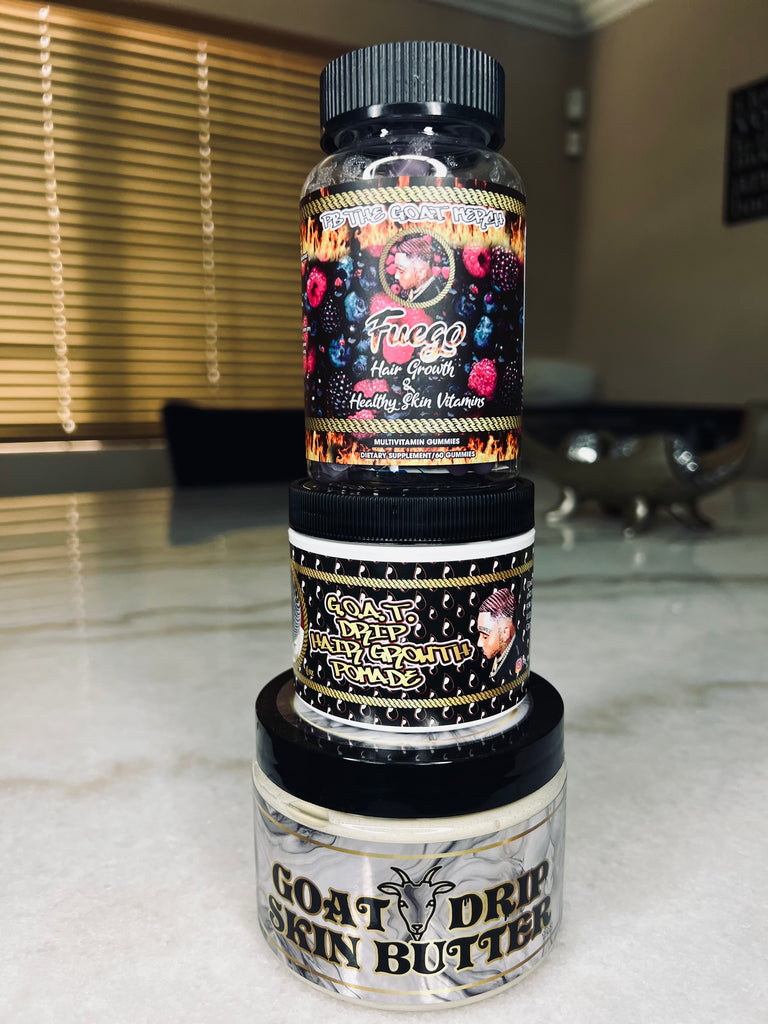 PB THE GOAT MERCH
Fuego
Hair Growth
&
Healthy Skin Vitamins
MULTIVITAMIN GUMMIES
DIETARY SUPPLEMENT/60 GUMMIES
G.O.A.T.
DRIP
HAIR GROWTH
POMADE
GOAT DRIP
SKIN BUTTER